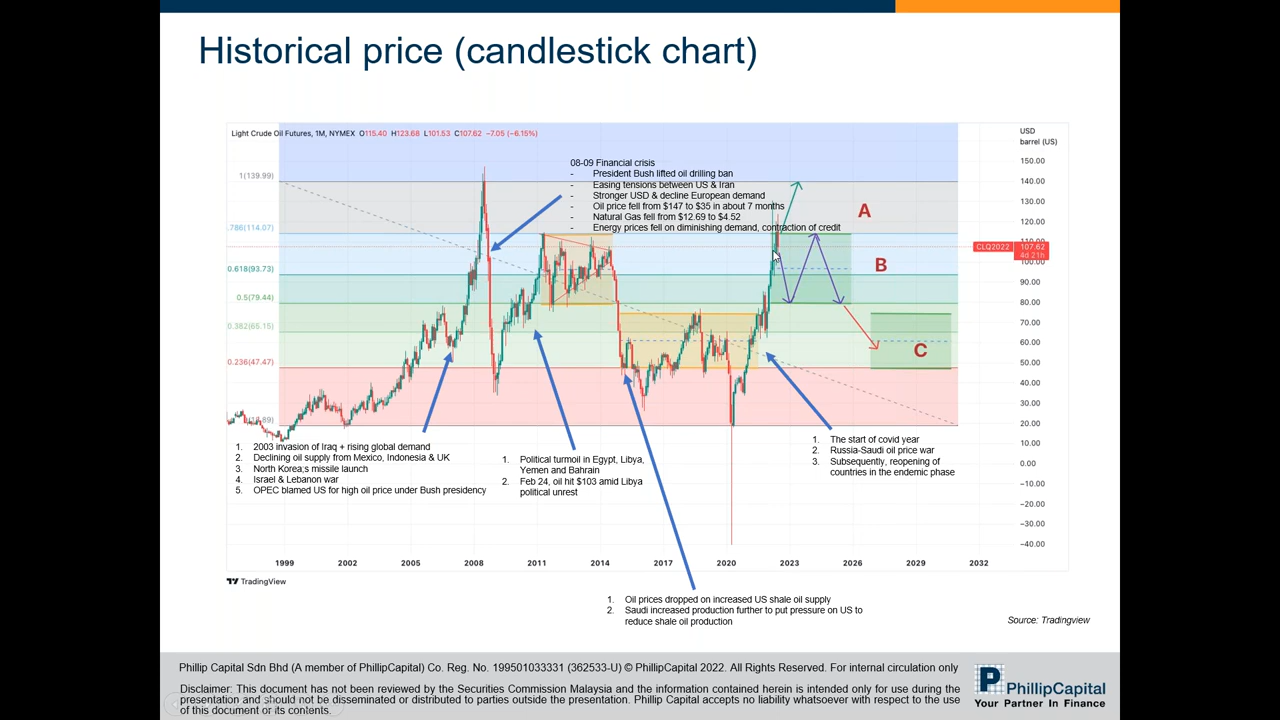 Historical price (candlestick chart)
Light Crude Oil Futures, 1M, NYMEX O115.40 H123.68 L101.53 C107.62 −7.05 (−6.15%)
USD
barrel (US)
150.00
140.00
130.00
120.00
110.00
100.00
90.00
80.00
70.00
60.00
50.00
40.00
30.00
20.00
10.00
0.00
−10.00
−20.00
−30.00
−40.00
CLQ2022 107.62
4d 21h
1(139.99)
.786(114.07)
0.618(93.73)
0.5(79.44)
0.382(65.15)
0.236(47.47)
08-09 Financial crisis
- President Bush lifted oil drilling ban
- Easing tensions between US & Iran
- Stronger USD & decline European demand
- Oil price fell from $147 to $35 in about 7 months
- Natural Gas fell from $12.69 to $4.52
- Energy prices fell on diminishing demand, contraction of credit
A
B
C
1. 2003 invasion of Iraq + rising global demand
2. Declining oil supply from Mexico, Indonesia & UK
3. North Korea;s missile launch
4. Israel & Lebanon war
5. OPEC blamed US for high oil price under Bush presidency
1. Political turmoil in Egypt, Libya,
Yemen and Bahrain
2. Feb 24, oil hit $103 amid Libya
political unrest
1. The start of covid year
2. Russia-Saudi oil price war
3. Subsequently, reopening of
countries in the endemic phase
1999 2002 2005 2008 2011 2014 2017 2020 2023 2026 2029 2032
TradingView
1. Oil prices dropped on increased US shale oil supply
2. Saudi increased production further to put pressure on US to
reduce shale oil production
Source: Tradingview
Phillip Capital Sdn Bhd (A member of PhillipCapital) Co. Reg. No. 199501033331 (362533-U) © PhillipCapital 2022. All Rights Reserved. For internal circulation only
Disclaimer: This document has not been reviewed by the Securities Commission Malaysia and the information contained herein is intended only for use during the
presentation and should not be disseminated or distributed to parties outside the presentation. Phillip Capital accepts no liability whatsoever with respect to the use
of this document or its contents.
PhillipCapital
Your Partner In Finance